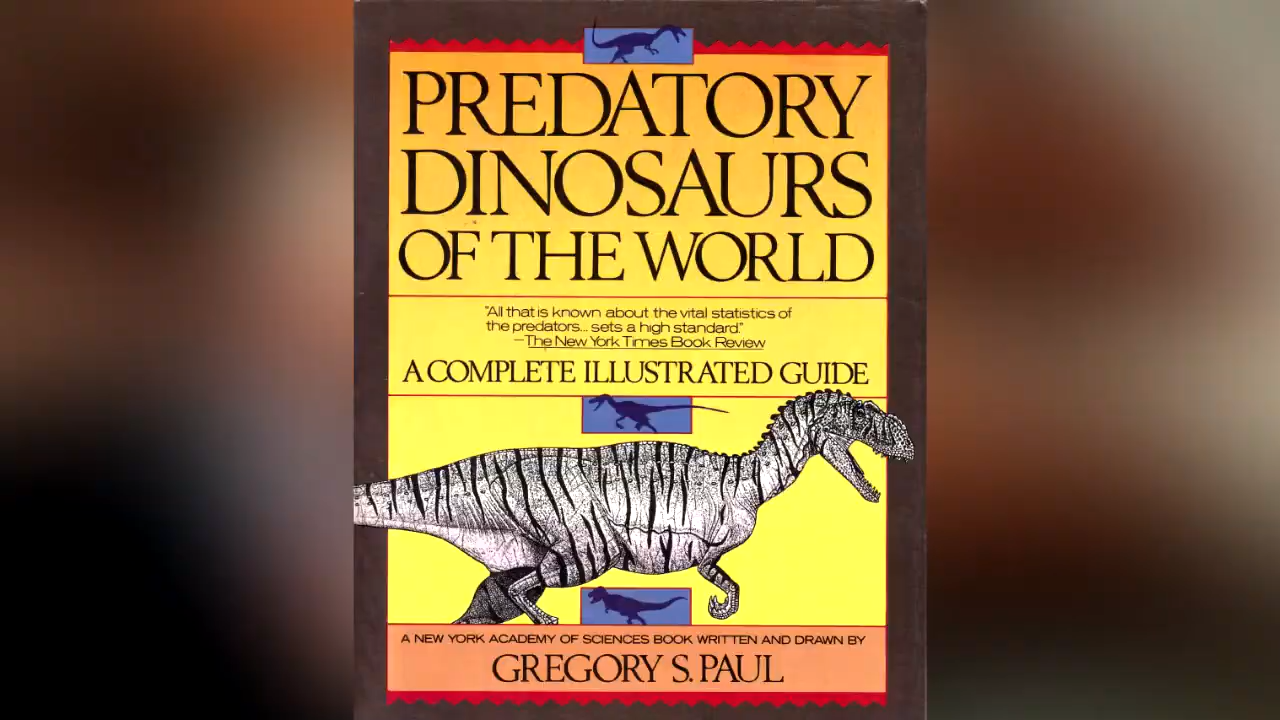 PREDATORY
DINOSAURS
OF THE WORLD
"All that is known about the vital statistics of
the predators... sets a high standard."
—The New York Times Book Review
A COMPLETE ILLUSTRATED GUIDE
A NEW YORK ACADEMY OF SCIENCES BOOK WRITTEN AND DRAWN BY
GREGORY S. PAUL